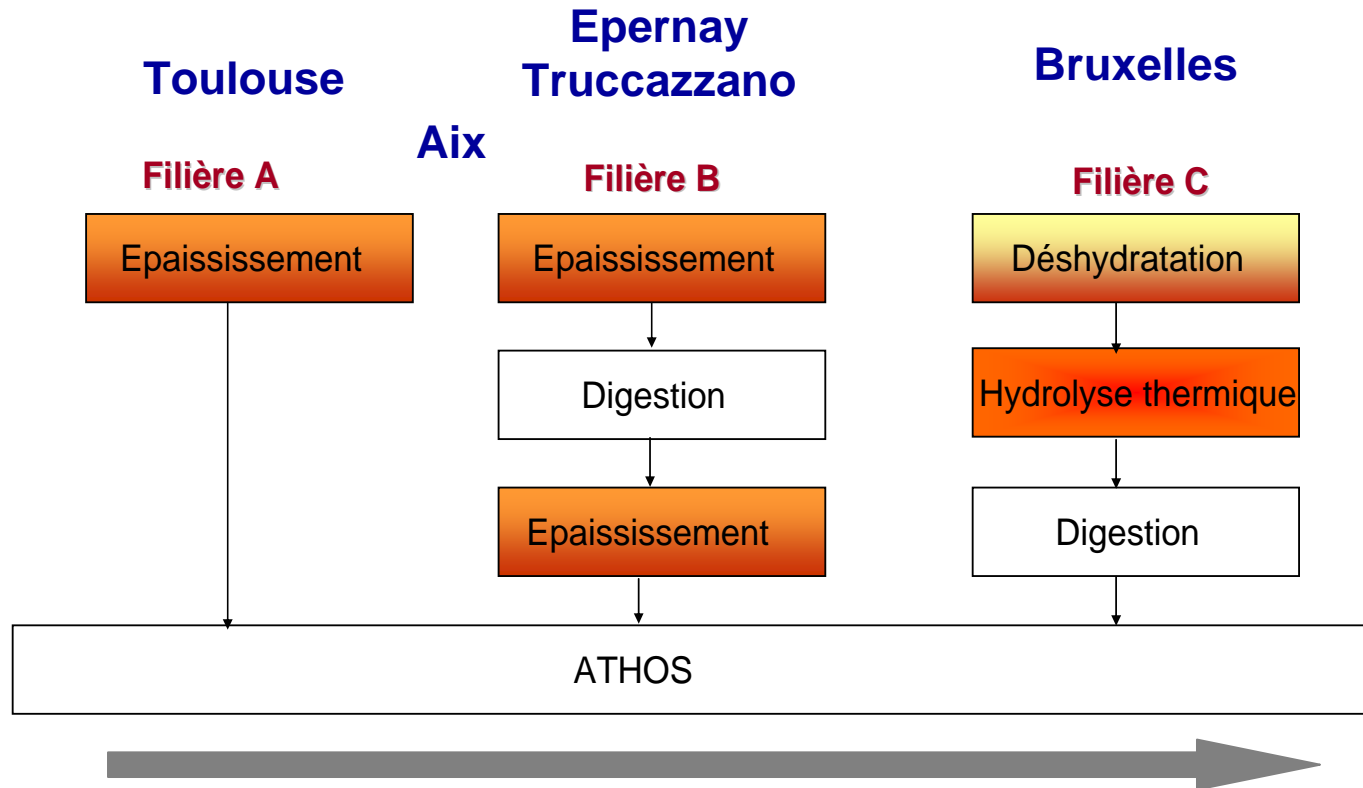 Toulouse
Epernay
Truccazzano
Bruxelles
Aix
Filière A
Filière B
Filière C
Epaississement
Epaississement
Déshydratation
Digestion
Hydrolyse thermique
Epaississement
Digestion
ATHOS